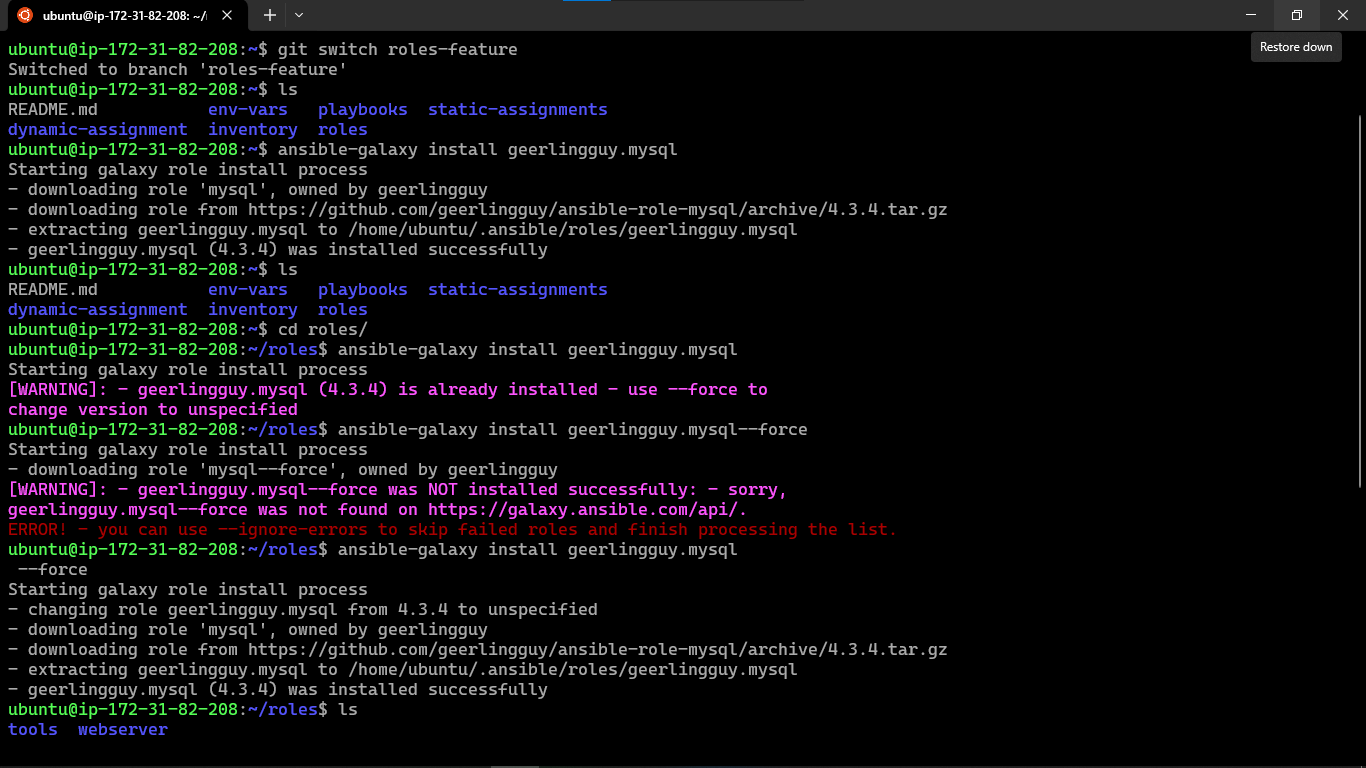 ubuntu@ip-172-31-82-208: ~/
Restore down
ubuntu@ip-172-31-82-208:~$ git switch roles-feature
Switched to branch 'roles-feature'
ubuntu@ip-172-31-82-208:~$ ls
README.md           env-vars   playbooks  static-assignments
dynamic-assignment  inventory  roles
ubuntu@ip-172-31-82-208:~$ ansible-galaxy install geerlingguy.mysql
Starting galaxy role install process
- downloading role 'mysql', owned by geerlingguy
- downloading role from https://github.com/geerlingguy/ansible-role-mysql/archive/4.3.4.tar.gz
- extracting geerlingguy.mysql to /home/ubuntu/.ansible/roles/geerlingguy.mysql
- geerlingguy.mysql (4.3.4) was installed successfully
ubuntu@ip-172-31-82-208:~$ ls
README.md           env-vars   playbooks  static-assignments
dynamic-assignment  inventory  roles
ubuntu@ip-172-31-82-208:~$ cd roles/
ubuntu@ip-172-31-82-208:~/roles$ ansible-galaxy install geerlingguy.mysql
Starting galaxy role install process
[WARNING]: - geerlingguy.mysql (4.3.4) is already installed - use --force to
change version to unspecified
ubuntu@ip-172-31-82-208:~/roles$ ansible-galaxy install geerlingguy.mysql--force
Starting galaxy role install process
- downloading role 'mysql--force', owned by geerlingguy
[WARNING]: - geerlingguy.mysql--force was NOT installed successfully: - sorry,
geerlingguy.mysql--force was not found on https://galaxy.ansible.com/api/.
ERROR! - you can use --ignore-errors to skip failed roles and finish processing the list.
ubuntu@ip-172-31-82-208:~/roles$ ansible-galaxy install geerlingguy.mysql
 --force
Starting galaxy role install process
- changing role geerlingguy.mysql from 4.3.4 to unspecified
- downloading role 'mysql', owned by geerlingguy
- downloading role from https://github.com/geerlingguy/ansible-role-mysql/archive/4.3.4.tar.gz
- extracting geerlingguy.mysql to /home/ubuntu/.ansible/roles/geerlingguy.mysql
- geerlingguy.mysql (4.3.4) was installed successfully
ubuntu@ip-172-31-82-208:~/roles$ ls
tools  webserver